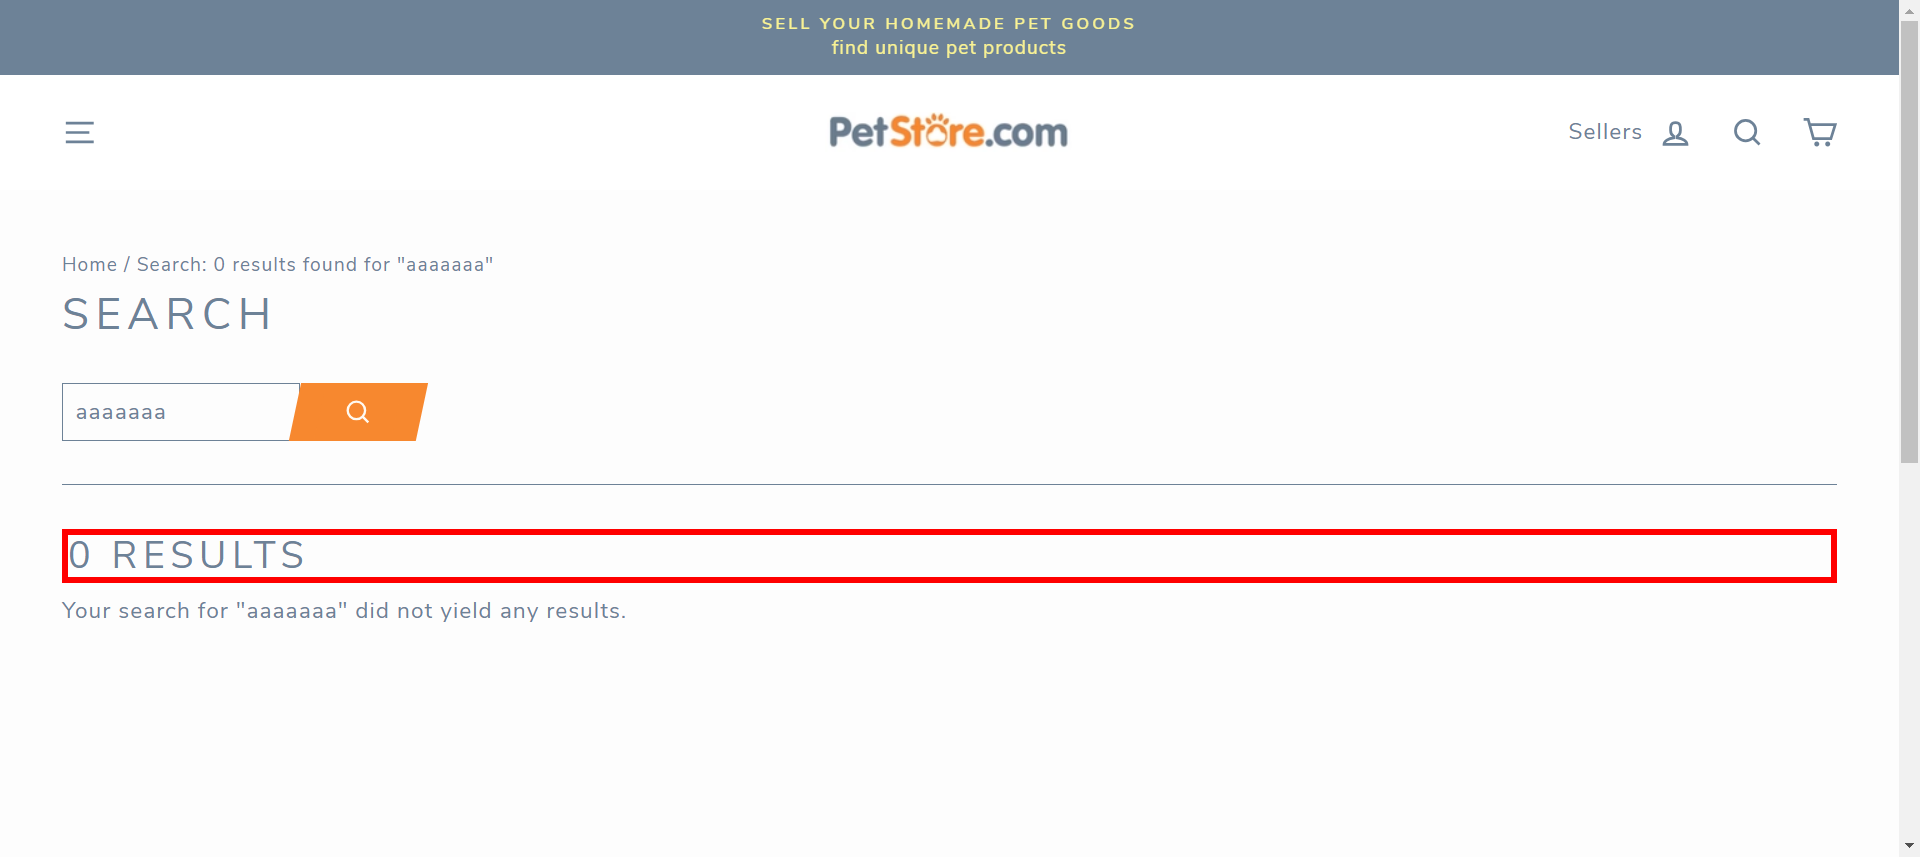 SELL YOUR HOMEMADE PET GOODS
find unique pet products
PetStore.com
Sellers
Home / Search: 0 results found for "aaaaaaa"
SEARCH
aaaaaaa
0 RESULTS
Your search for "aaaaaaa" did not yield any results.